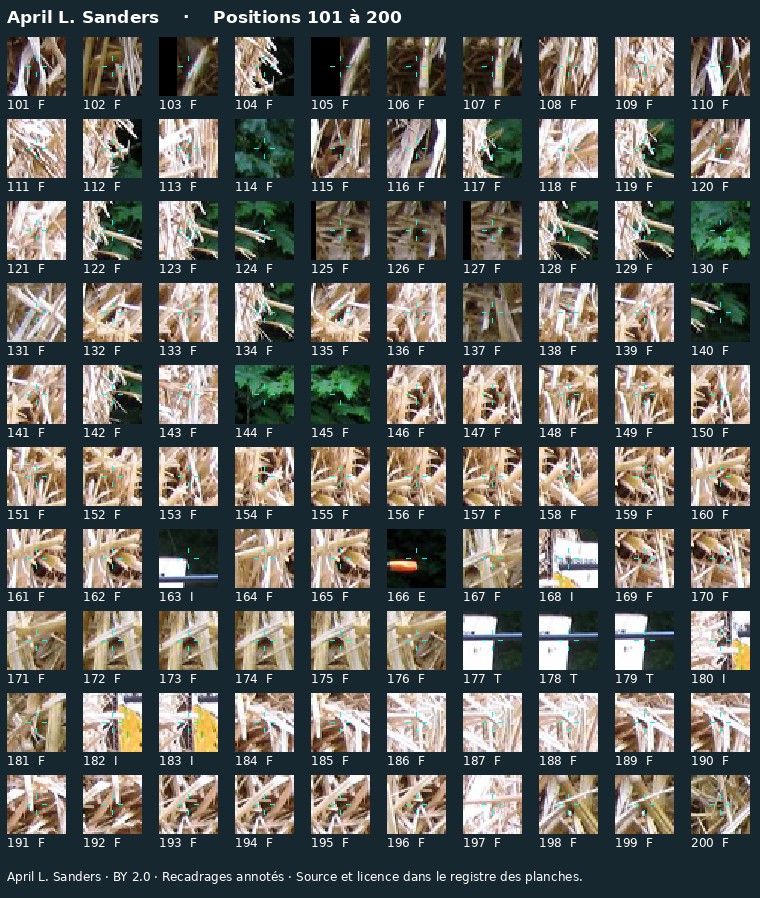 April L. Sanders · Positions 101 à 200
101 F 102 F 103 F 104 F 105 F 106 F 107 F 108 F 109 F 110 F
111 F 112 F 113 F 114 F 115 F 116 F 117 F 118 F 119 F 120 F
121 F 122 F 123 F 124 F 125 F 126 F 127 F 128 F 129 F 130 F
131 F 132 F 133 F 134 F 135 F 136 F 137 F 138 F 139 F 140 F
141 F 142 F 143 F 144 F 145 F 146 F 147 F 148 F 149 F 150 F
151 F 152 F 153 F 154 F 155 F 156 F 157 F 158 F 159 F 160 F
161 F 162 F 163 I 164 F 165 F 166 E 167 F 168 I 169 F 170 F
171 F 172 F 173 F 174 F 175 F 176 F 177 T 178 T 179 T 180 I
181 F 182 I 183 I 184 F 185 F 186 F 187 F 188 F 189 F 190 F
191 F 192 F 193 F 194 F 195 F 196 F 197 F 198 F 199 F 200 F
April L. Sanders · BY 2.0 · Recadrages annotés · Source et licence dans le registre des planches.